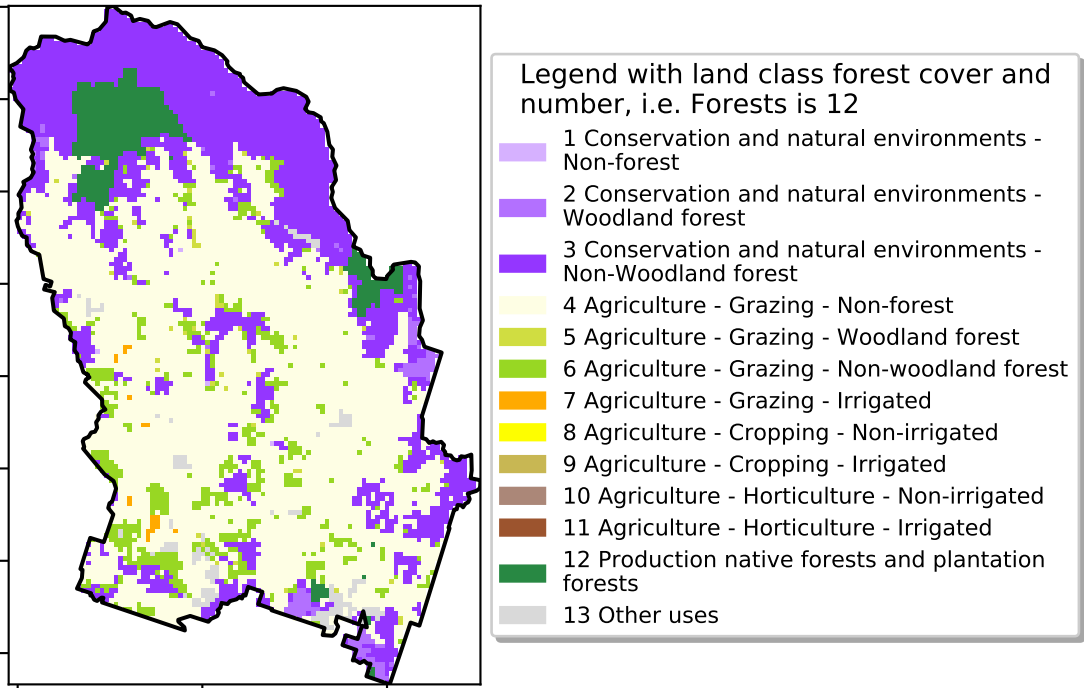 Legend with land class forest cover and
number, i.e. Forests is 12
1 Conservation and natural environments -
Non-forest
2 Conservation and natural environments -
Woodland forest
3 Conservation and natural environments -
Non-Woodland forest
4 Agriculture - Grazing - Non-forest
5 Agriculture - Grazing - Woodland forest
6 Agriculture - Grazing - Non-woodland forest
7 Agriculture - Grazing - Irrigated
8 Agriculture - Cropping - Non-irrigated
9 Agriculture - Cropping - Irrigated
10 Agriculture - Horticulture - Non-irrigated
11 Agriculture - Horticulture - Irrigated
12 Production native forests and plantation
forests
13 Other uses